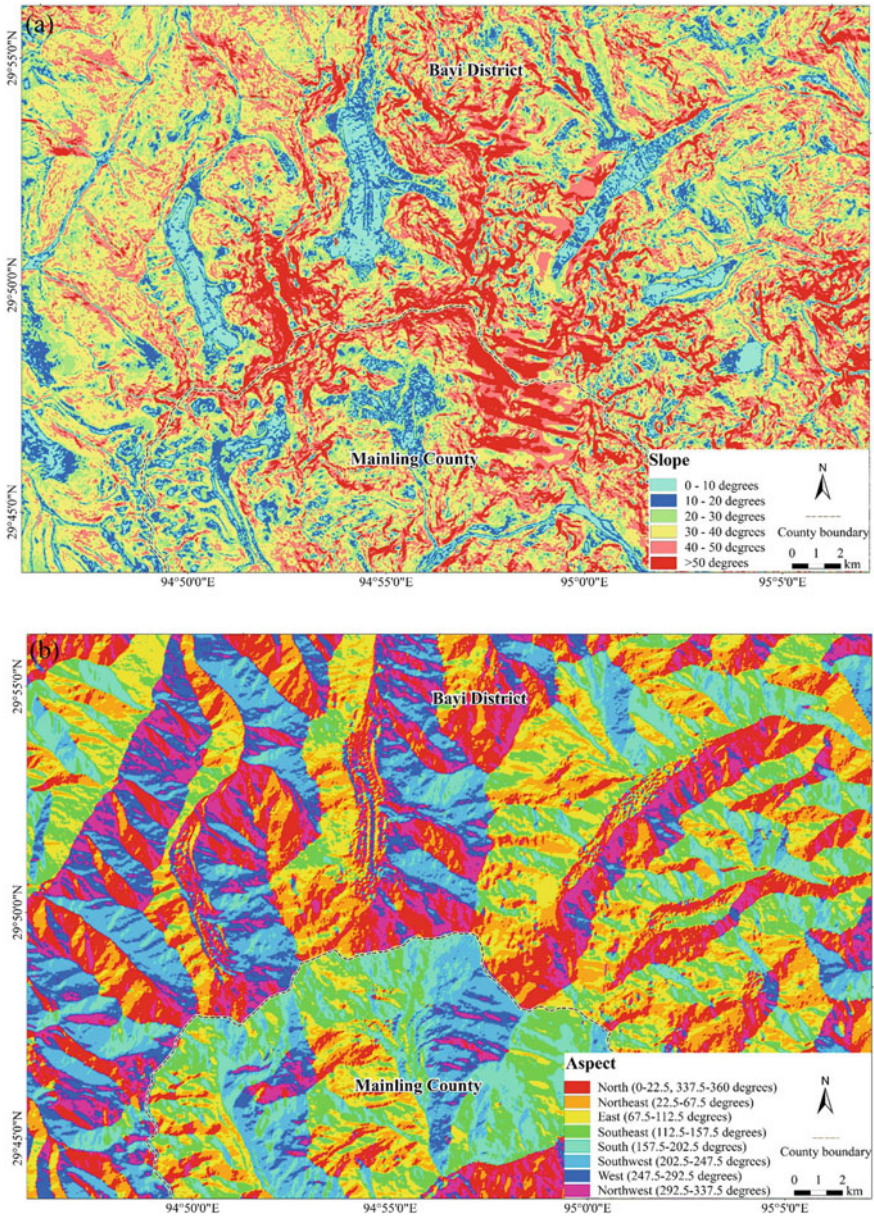 (a)
Bayi District
Mainling County
29°55'0"N
29°50'0"N
29°45'0"N
Slope
0 - 10 degrees
10 - 20 degrees
20 - 30 degrees
30 - 40 degrees
40 - 50 degrees
>50 degrees
N
County boundary
0 1 2
km
94°50'0"E
94°55'0"E
95°0'0"E
95°5'0"E
(b)
Bayi District
Mainling County
29°55'0"N
29°50'0"N
29°45'0"N
Aspect
North (0-22.5, 337.5-360 degrees)
Northeast (22.5-67.5 degrees)
East (67.5-112.5 degrees)
Southeast (112.5-157.5 degrees)
South (157.5-202.5 degrees)
Southwest (202.5-247.5 degrees)
West (247.5-292.5 degrees)
Northwest (292.5-337.5 degrees)
N
County boundary
0 1 2
km
94°50'0"E
94°55'0"E
95°0'0"E
95°5'0"E